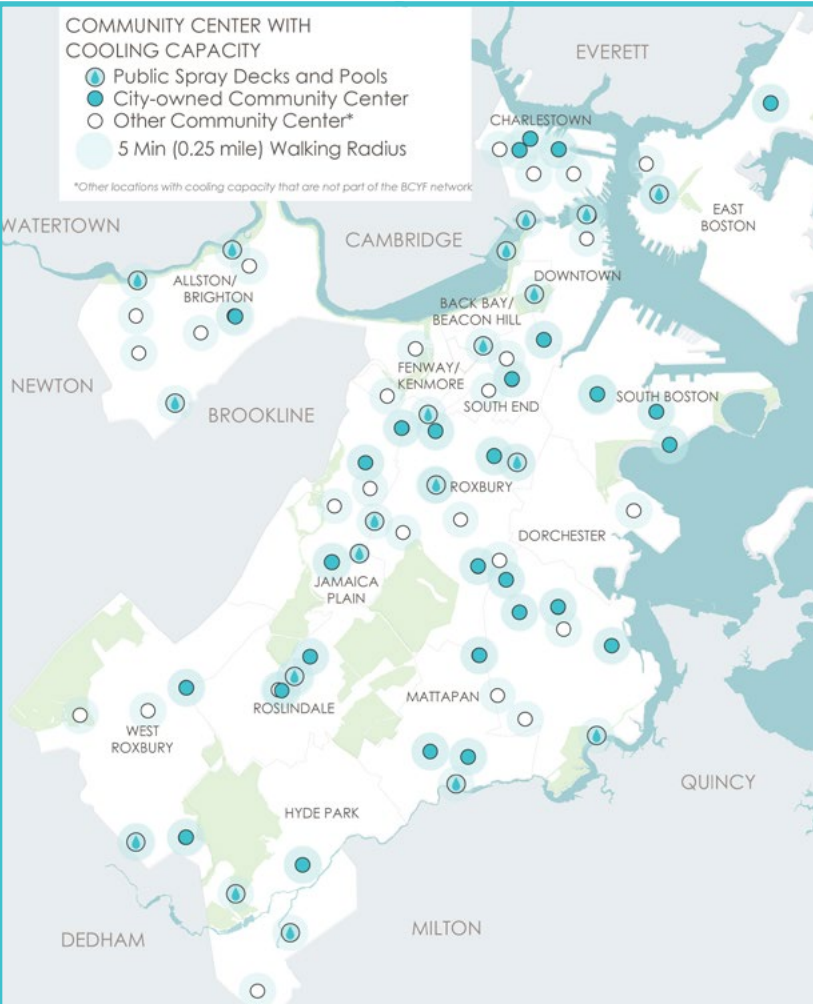 COMMUNITY CENTER WITH
COOLING CAPACITY
Public Spray Decks and Pools
City-owned Community Center
Other Community Center*
5 Min (0.25 mile) Walking Radius
*Other locations with cooling capacity that are not part of the BCYF network
EVERETT
CHARLESTOWN
EAST
BOSTON
WATERTOWN
CAMBRIDGE
ALLSTON/
BRIGHTON
DOWNTOWN
BACK BAY/
BEACON HILL
FENWAY/
KENMORE
NEWTON
BROOKLINE
SOUTH END
SOUTH BOSTON
ROXBURY
DORCHESTER
JAMAICA
PLAIN
MATTAPAN
ROSLINDALE
WEST
ROXBURY
QUINCY
HYDE PARK
MILTON
DEDHAM